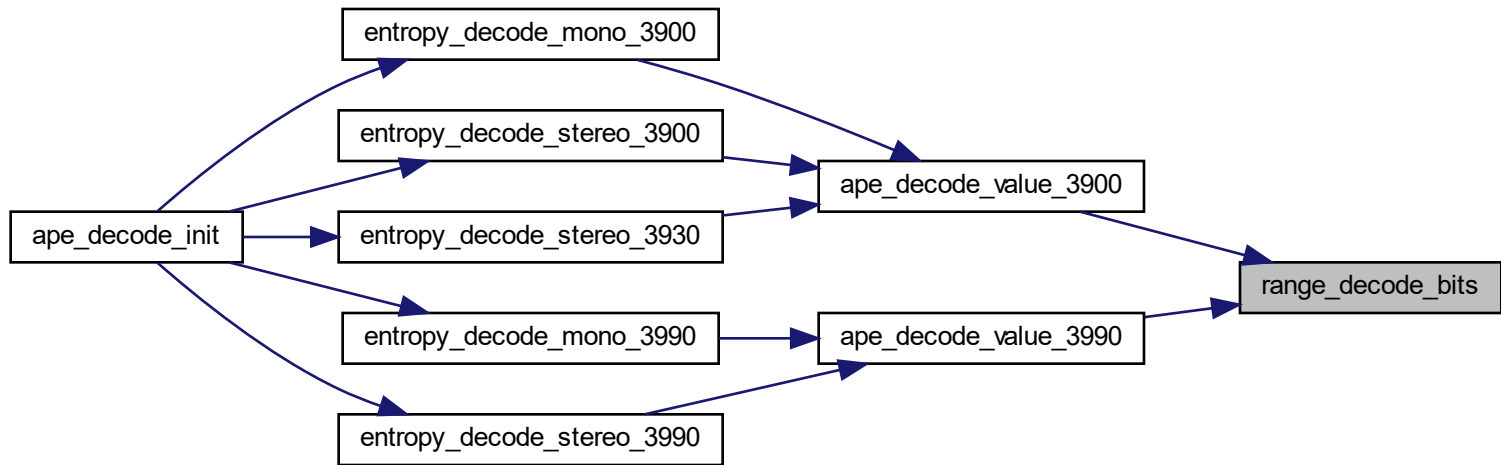 entropy_decode_mono_3900
entropy_decode_stereo_3900
ape_decode_value_3900
ape_decode_init
entropy_decode_stereo_3930
range_decode_bits
entropy_decode_mono_3990
ape_decode_value_3990
entropy_decode_stereo_3990